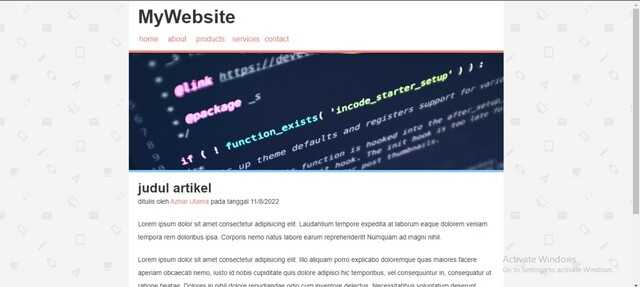 MyWebsite
home about products services contact
* @link https://deve
*
* @package _s
*/
if ( ! function_exists( 'incode_starter_setup' ) ) :
up theme defaults and registers support for vario
function is hooked into the after_setup_
hook. The init hook is too late fo
post thumbnails.
judul artikel
ditulis oleh Azhar Utama pada tanggal 11/8/2022
Lorem ipsum dolor sit amet consectetur adipisicing elit. Laudantium tempore expedita at laborum eaque dolorem veniam
tempora rem doloribus ipsa. Corporis nemo natus labore earum reprehenderit! Numquam ad magni nihil.
Lorem ipsum dolor sit amet consectetur, adipisicing elit. Illo aliquam porro explicabo doloremque quas maiores facere
aperiam obcaecati nemo, iusto id nobis cupiditate quis dolore adipisci hic temporibus, vel consequuntur in, consequatur ut
ratione beatae. Dolores in nihil dolore repudiandae odio cum inventore delectus. Necessitatibus voluptatum deserunt
Activate Windows
Go to Settings to activate Windows.